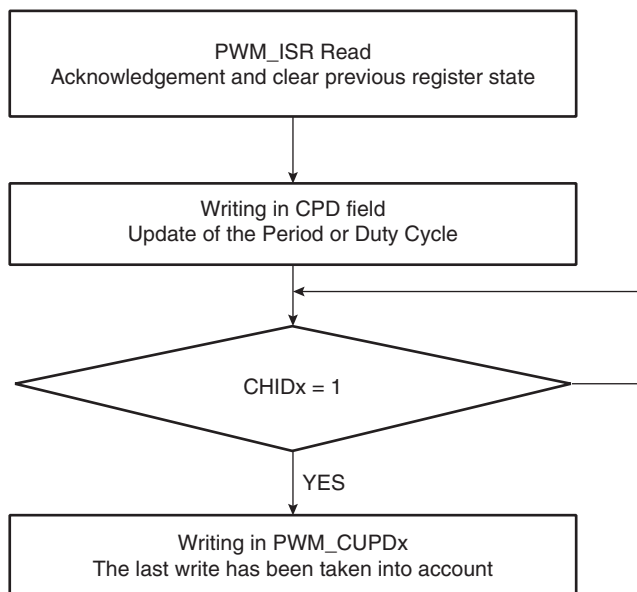 PWM_ISR Read
Acknowledgement and clear previous register state
Writing in CPD field
Update of the Period or Duty Cycle
CHIDx = 1
YES
Writing in PWM_CUPDx
The last write has been taken into account